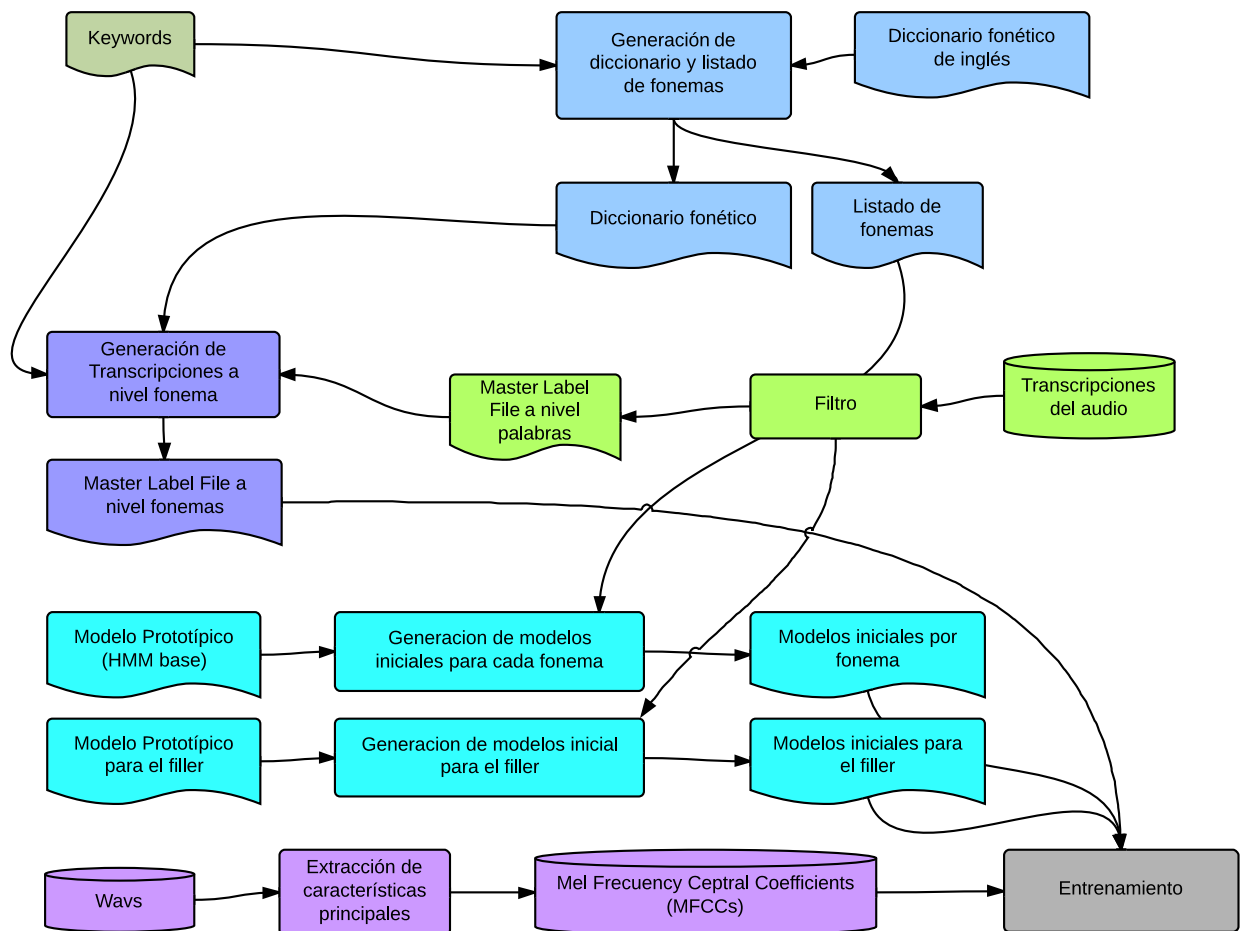 Keywords
Generación de
diccionario y listado
de fonemas
Diccionario fonético
de inglés
Diccionario fonético
Listado de
fonemas
Generación de
Transcripciones a
nivel fonema
Master Label
File a nivel
palabras
Filtro
Transcripciones
del audio
Master Label File a
nivel fonemas
Modelo Prototípico
(HMM base)
Generacion de modelos
iniciales para cada fonema
Modelos iniciales por
fonema
Modelo Prototípico
para el filler
Generacion de modelos inicial
para el filler
Modelos iniciales para
el filler
Wavs
Extracción de
características
principales
Mel Frecuency Ceptral Coefficients
(MFCCs)
Entrenamiento